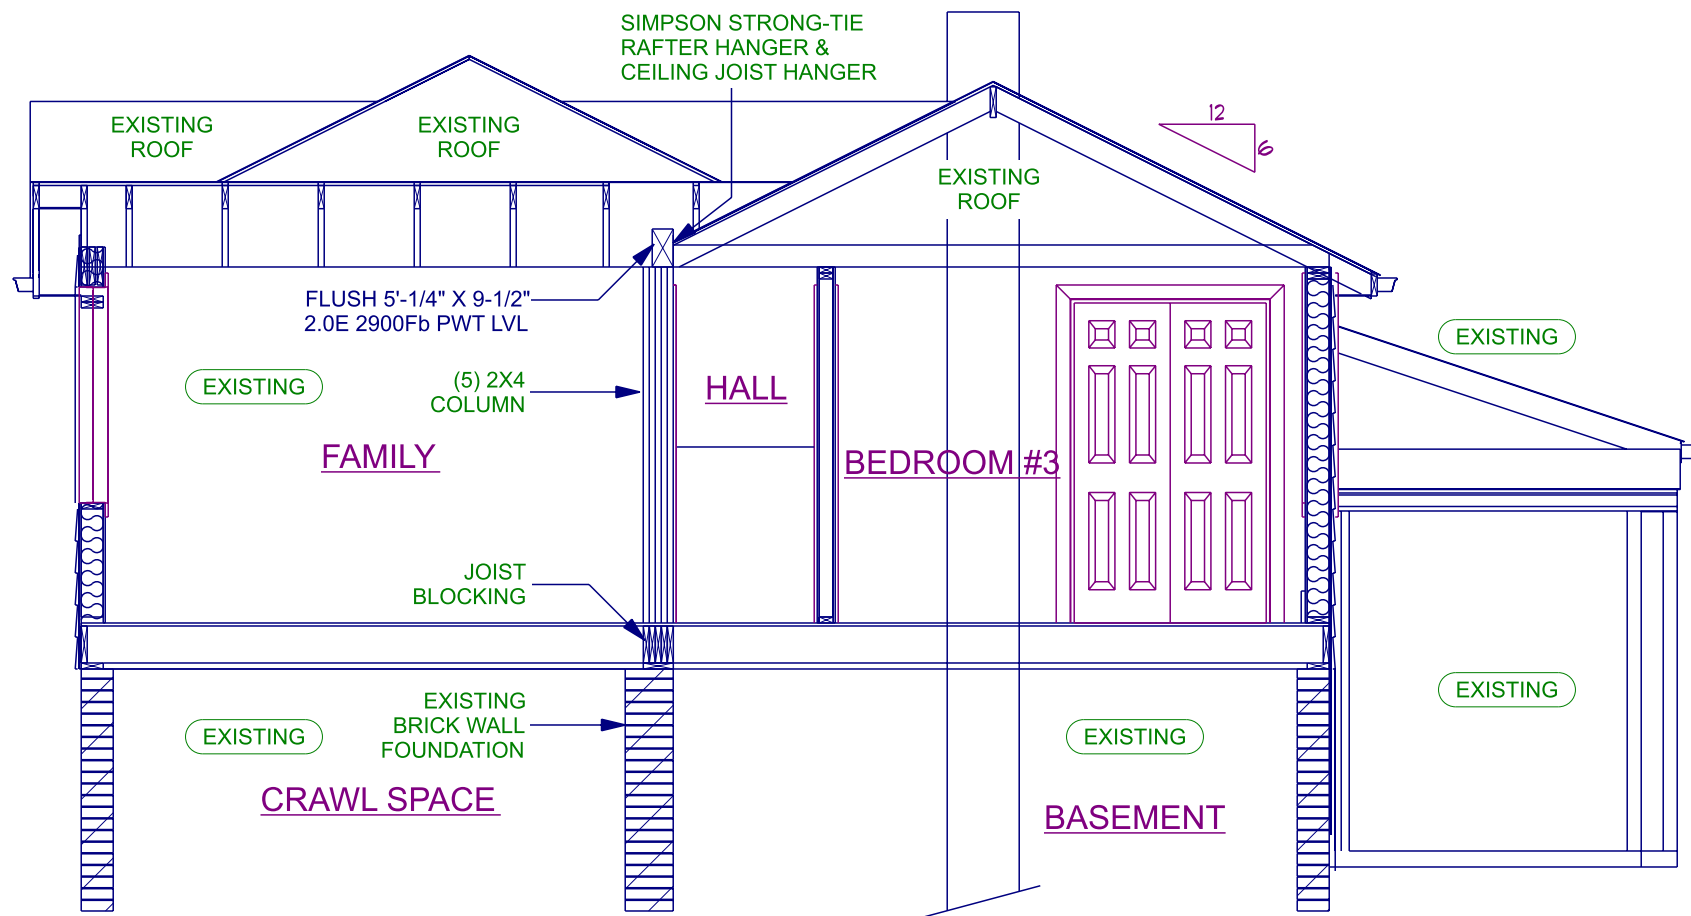 SIMPSON STRONG-TIE
RAFTER HANGER &
CEILING JOIST HANGER
EXISTING
ROOF
EXISTING
ROOF
12
6
EXISTING
ROOF
FLUSH 5'-1/4" X 9-1/2"
2.0E 2900Fb PWT LVL
EXISTING
EXISTING
(5) 2X4
COLUMN
HALL
FAMILY
BEDROOM #3
JOIST
BLOCKING
EXISTING
EXISTING
BRICK WALL
FOUNDATION
EXISTING
EXISTING
CRAWL SPACE
BASEMENT